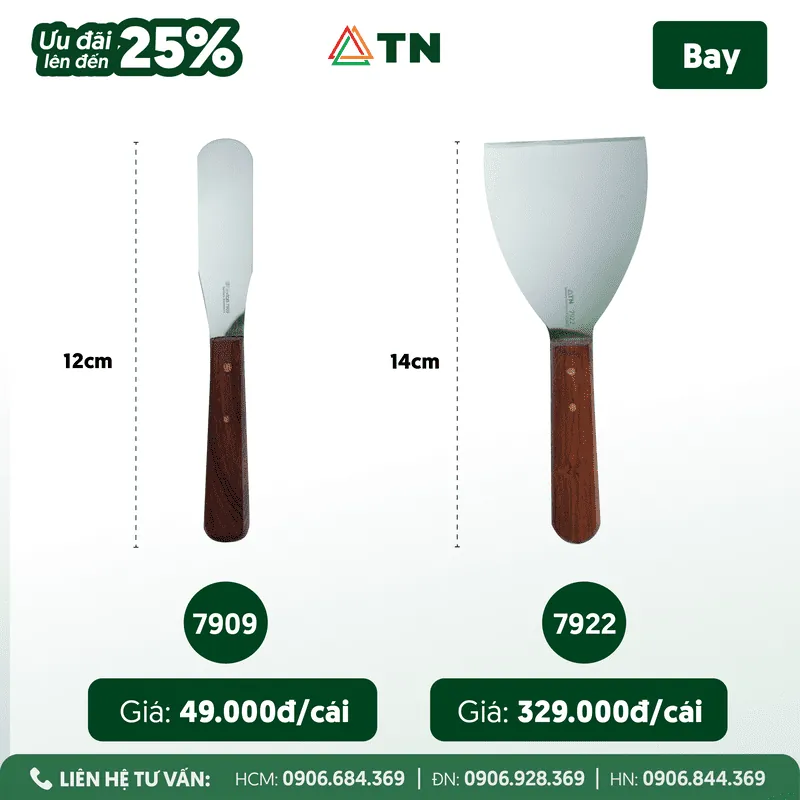 Ưu đãi
lên đến 25%
TN
Bay
12cm
14cm
7922
7909
7922
Giá: 49.000đ/cái
Giá: 329.000đ/cái
LIÊN HỆ TƯ VẤN: HCM: 0906.684.369 | ĐN: 0906.928.369 | HN: 0906.844.369